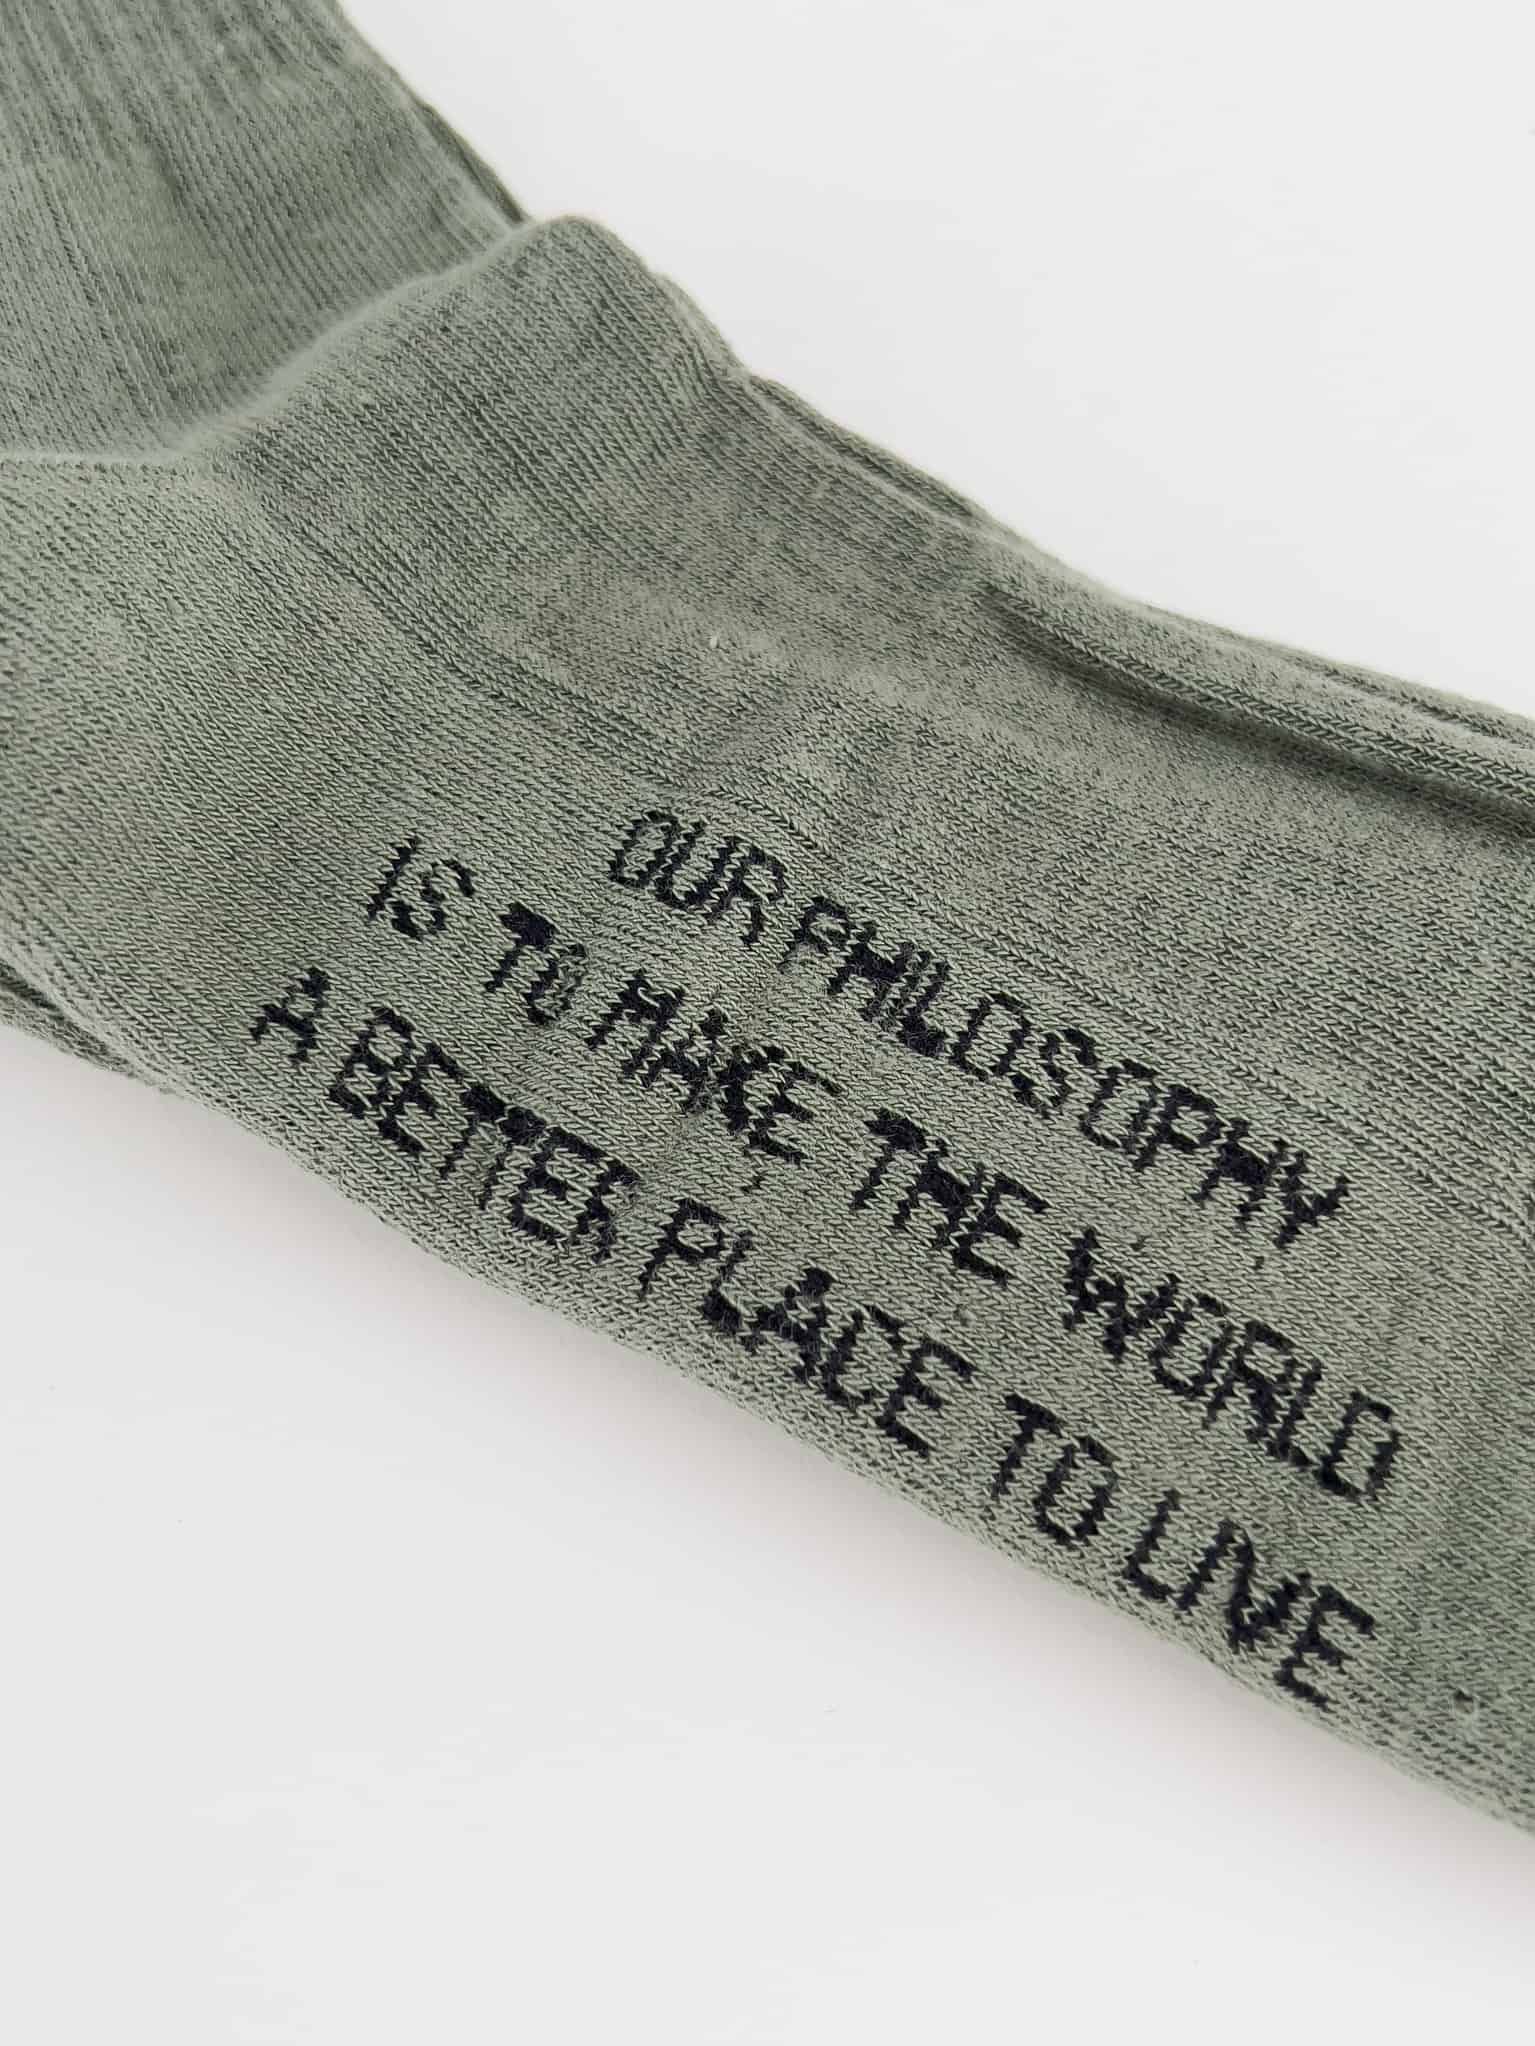 OUR PHILOSOPHY
IS TO MAKE THE WORLD
A BETTER PLACE TO LIVE